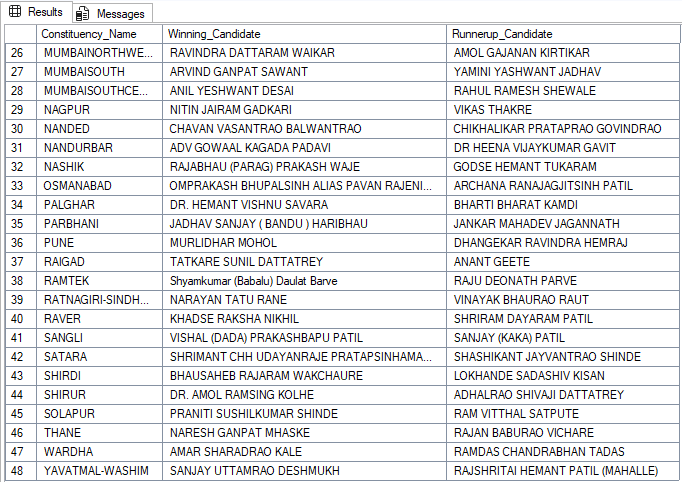 Results Messages
Constituency_Name Winning_Candidate Runnerup_Candidate
26 MUMBAINORTHWE... RAVINDRA DATTARAM WAIKAR AMOL GAJANAN KIRTIKAR
27 MUMBAISOUTH ARVIND GANPAT SAWANT YAMINI YASHWANT JADHAV
28 MUMBAISOUTHCE... ANIL YESHWANT DESAI RAHUL RAMESH SHEWALE
29 NAGPUR NITIN JAIRAM GADKARI VIKAS THAKRE
30 NANDED CHAVAN VASANTRAO BALWANTRAO CHIKHALIKAR PRATAPRAO GOVINDRAO
31 NANDURBAR ADV GOWAAL KAGADA PADAVI DR HEENA VIJAYKUMAR GAVIT
32 NASHIK RAJABHAU (PARAG) PRAKASH WAJE GODSE HEMANT TUKARAM
33 OSMANABAD OMPRAKASH BHUPALSINH ALIAS PAVAN RAJENI... ARCHANA RANAJAGJITSINH PATIL
34 PALGHAR DR. HEMANT VISHNU SAVARA BHARTI BHARAT KAMDI
35 PARBHANI JADHAV SANJAY ( BANDU ) HARIBHAU JANKAR MAHADEV JAGANNATH
36 PUNE MURLIDHAR MOHOL DHANGEKAR RAVINDRA HEMRAJ
37 RAIGAD TATKARE SUNIL DATTATREY ANANT GEETE
38 RAMTEK Shyamkumar (Babalu) Daulat Barve RAJU DEONATH PARVE
39 RATNAGIRI-SINDH... NARAYAN TATU RANE VINAYAK BHAURAO RAUT
40 RAVER KHADSE RAKSHA NIKHIL SHRIRAM DAYARAM PATIL
41 SANGLI VISHAL (DADA) PRAKASHBAPU PATIL SANJAY (KAKA) PATIL
42 SATARA SHRIMANT CHH UDAYANRAJE PRATAPSINHAMA... SHASHIKANT JAYVANTRAO SHINDE
43 SHIRDI BHAUSAHEB RAJARAM WAKCHAURE LOKHANDE SADASHIV KISAN
44 SHIRUR DR. AMOL RAMSING KOLHE ADHALRAO SHIVAJI DATTATREY
45 SOLAPUR PRANITI SUSHILKUMAR SHINDE RAM VITTHAL SATPUTE
46 THANE NARESH GANPAT MHASKE RAJAN BABURAO VICHARE
47 WARDHA AMAR SHARADRAO KALE RAMDAS CHANDRABHAN TADAS
48 YAVATMAL-WASHIM SANJAY UTTAMRAO DESHMUKH RAJSHRITAI HEMANT PATIL (MAHALLE)